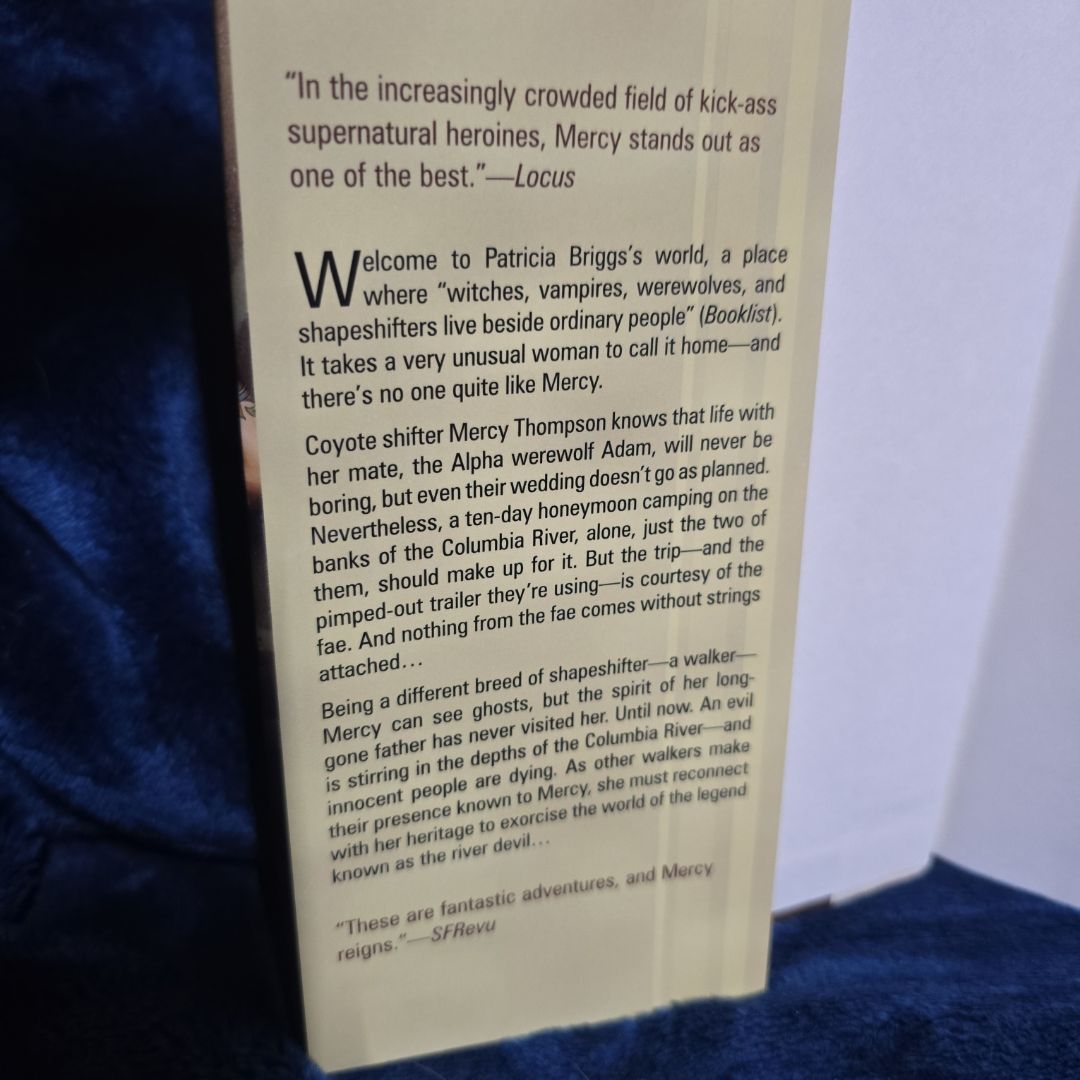 “In the increasingly crowded field of kick-ass
supernatural heroines, Mercy stands out as
one of the best.”—Locus
Welcome to Patricia Briggs’s world, a place
where “witches, vampires, werewolves, and
shapeshifters live beside ordinary people” (Booklist).
It takes a very unusual woman to call it home—and
there’s no one quite like Mercy.
Coyote shifter Mercy Thompson knows that life with
her mate, the Alpha werewolf Adam, will never be
boring, but even their wedding doesn’t go as planned.
Nevertheless, a ten-day honeymoon camping on the
banks of the Columbia River, alone, just the two of
them, should make up for it. But the trip—and the
pimped-out trailer they’re using—is courtesy of the
fae. And nothing from the fae comes without strings
attached...
Being a different breed of shapeshifter—a walker—
Mercy can see ghosts, but the spirit of her long-
gone father has never visited her. Until now. An evil
is stirring in the depths of the Columbia River—and
innocent people are dying. As other walkers make
their presence known to Mercy, she must reconnect
with her heritage to exorcise the world of the legend
known as the river devil...
“These are fantastic adventures, and Mercy
reigns.”—SFRevu